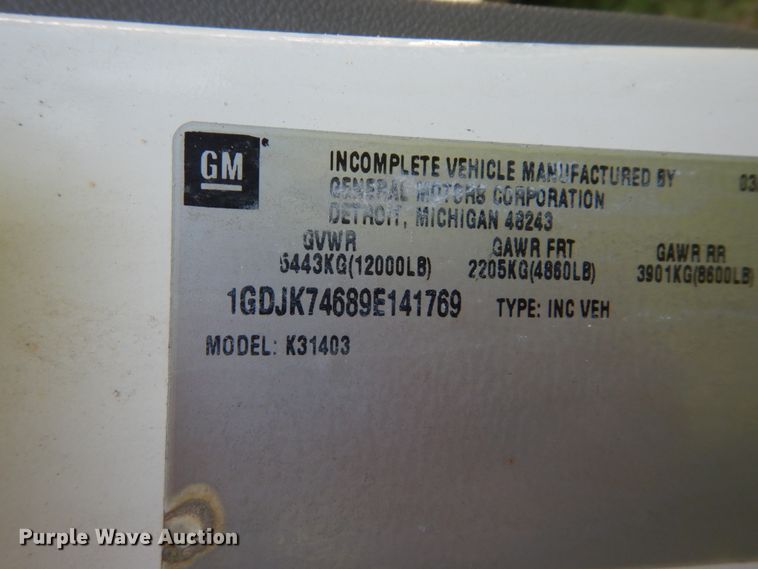 GM
INCOMPLETE VEHICLE MANUFACTURED BY 03
GENERAL MOTORS CORPORATION
DETROIT, MICHIGAN 48243
GVWR GAWR FRT GAWR RR
5443KG(12000LB) 2205KG(4860LB) 3901KG(8600LB)
1GDJK74689E141769 TYPE: INC VEH
MODEL: K31403
Purple Wave Auction